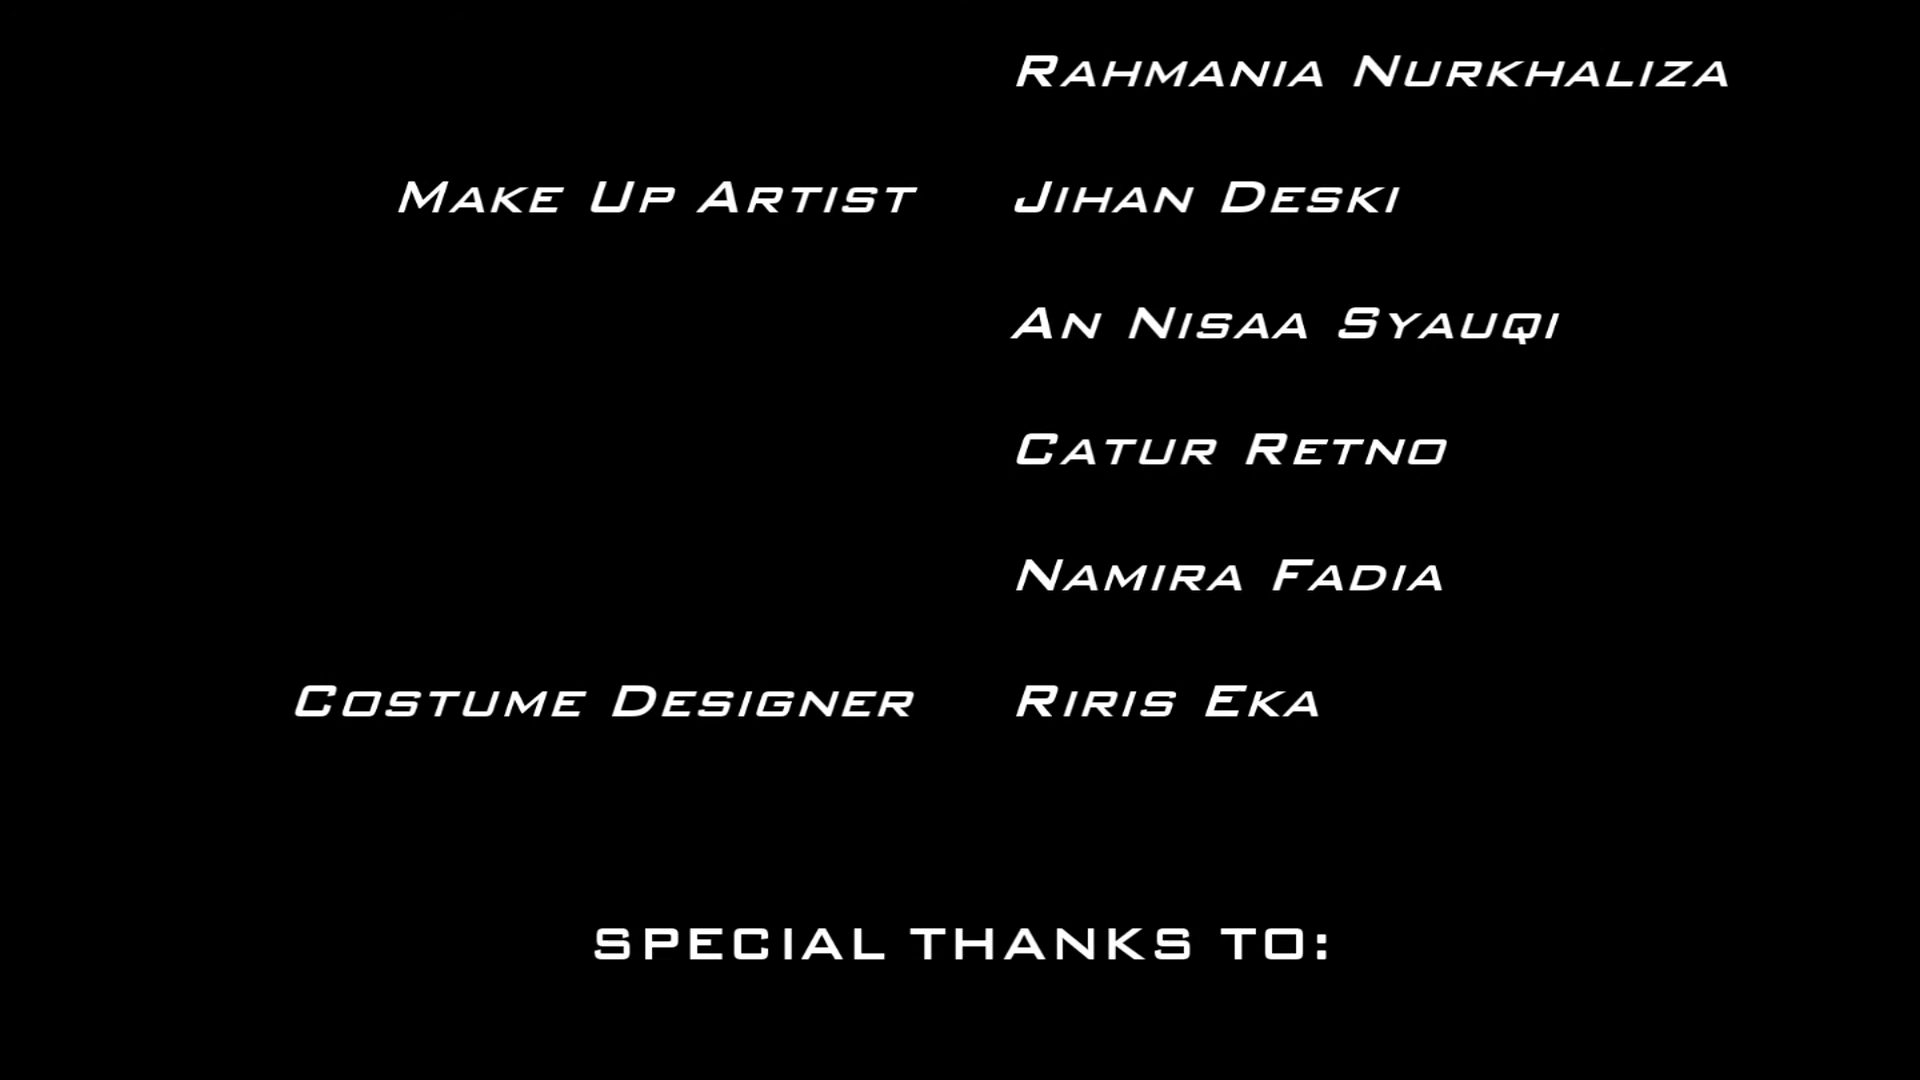 Rahmania Nurkhaliza
Make Up Artist Jihan Deski
An Nisaa Syauqi
Catur Retno
Namira Fadia
Costume Designer Riris Eka
SPECIAL THANKS TO: